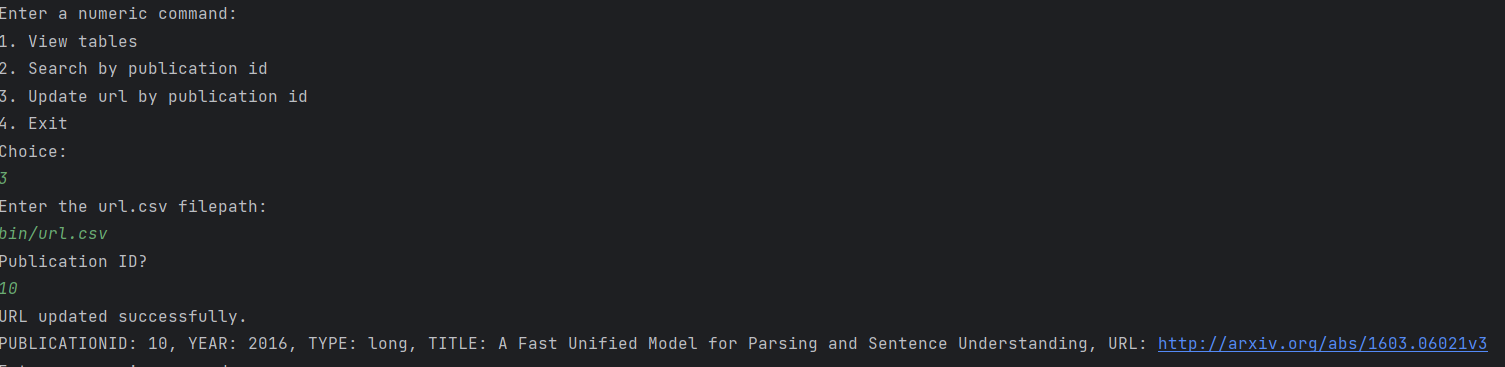 Enter a numeric command:
1. View tables
2. Search by publication id
3. Update url by publication id
4. Exit
Choice:
3
Enter the url.csv filepath:
bin/url.csv
Publication ID?
10
URL updated successfully.
PUBLICATIONID: 10, YEAR: 2016, TYPE: long, TITLE: A Fast Unified Model for Parsing and Sentence Understanding, URL: http://arxiv.org/abs/1603.06021v3